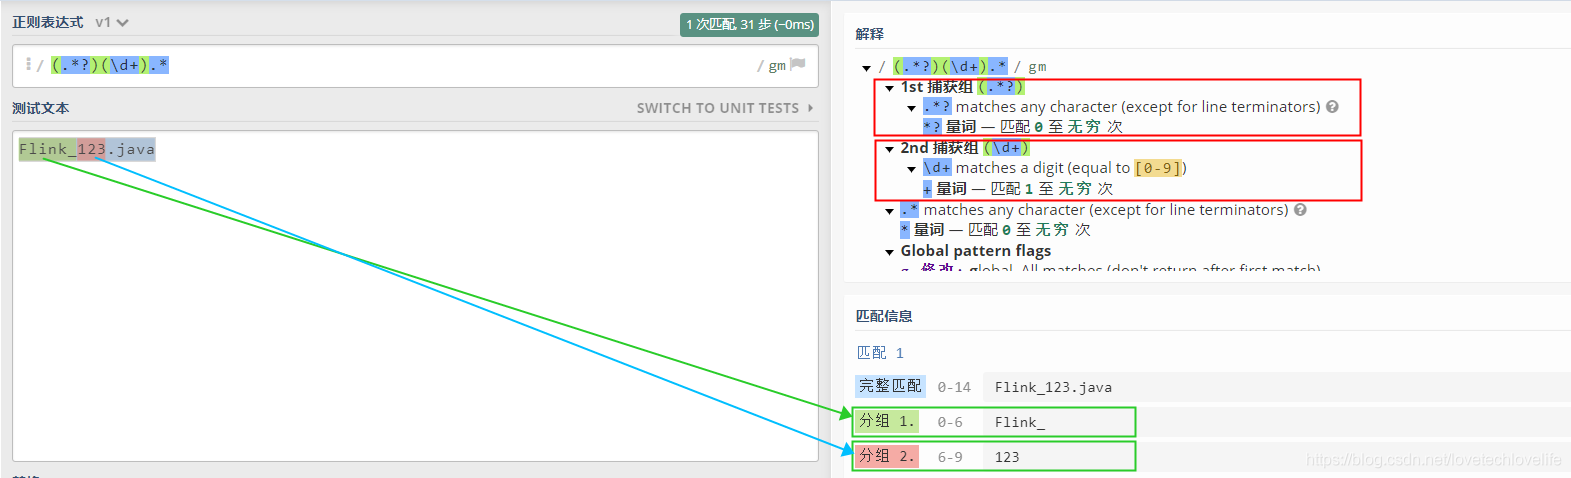 正则表达式 v1
1 次匹配, 31 步 (~0ms)
/ (.*?)(\d+).* / gm
测试文本
SWITCH TO UNIT TESTS
Flink_123.java
解释
/ (.*?)(\d+).* / gm
1st 捕获组 (.*?)
.*? matches any character (except for line terminators)
*? 量词 — 匹配 0 至 无穷 次
2nd 捕获组 (\d+)
\d+ matches a digit (equal to [0-9])
+ 量词 — 匹配 1 至 无穷 次
.* matches any character (except for line terminators)
* 量词 — 匹配 0 至 无穷 次
Global pattern flags
g 修改: global. All matches (don't return after first match)
匹配信息
匹配 1
完整匹配 0-14 Flink_123.java
分组 1. 0-6 Flink_
分组 2. 6-9 123
https://blog.csdn.net/lovetechlovelife